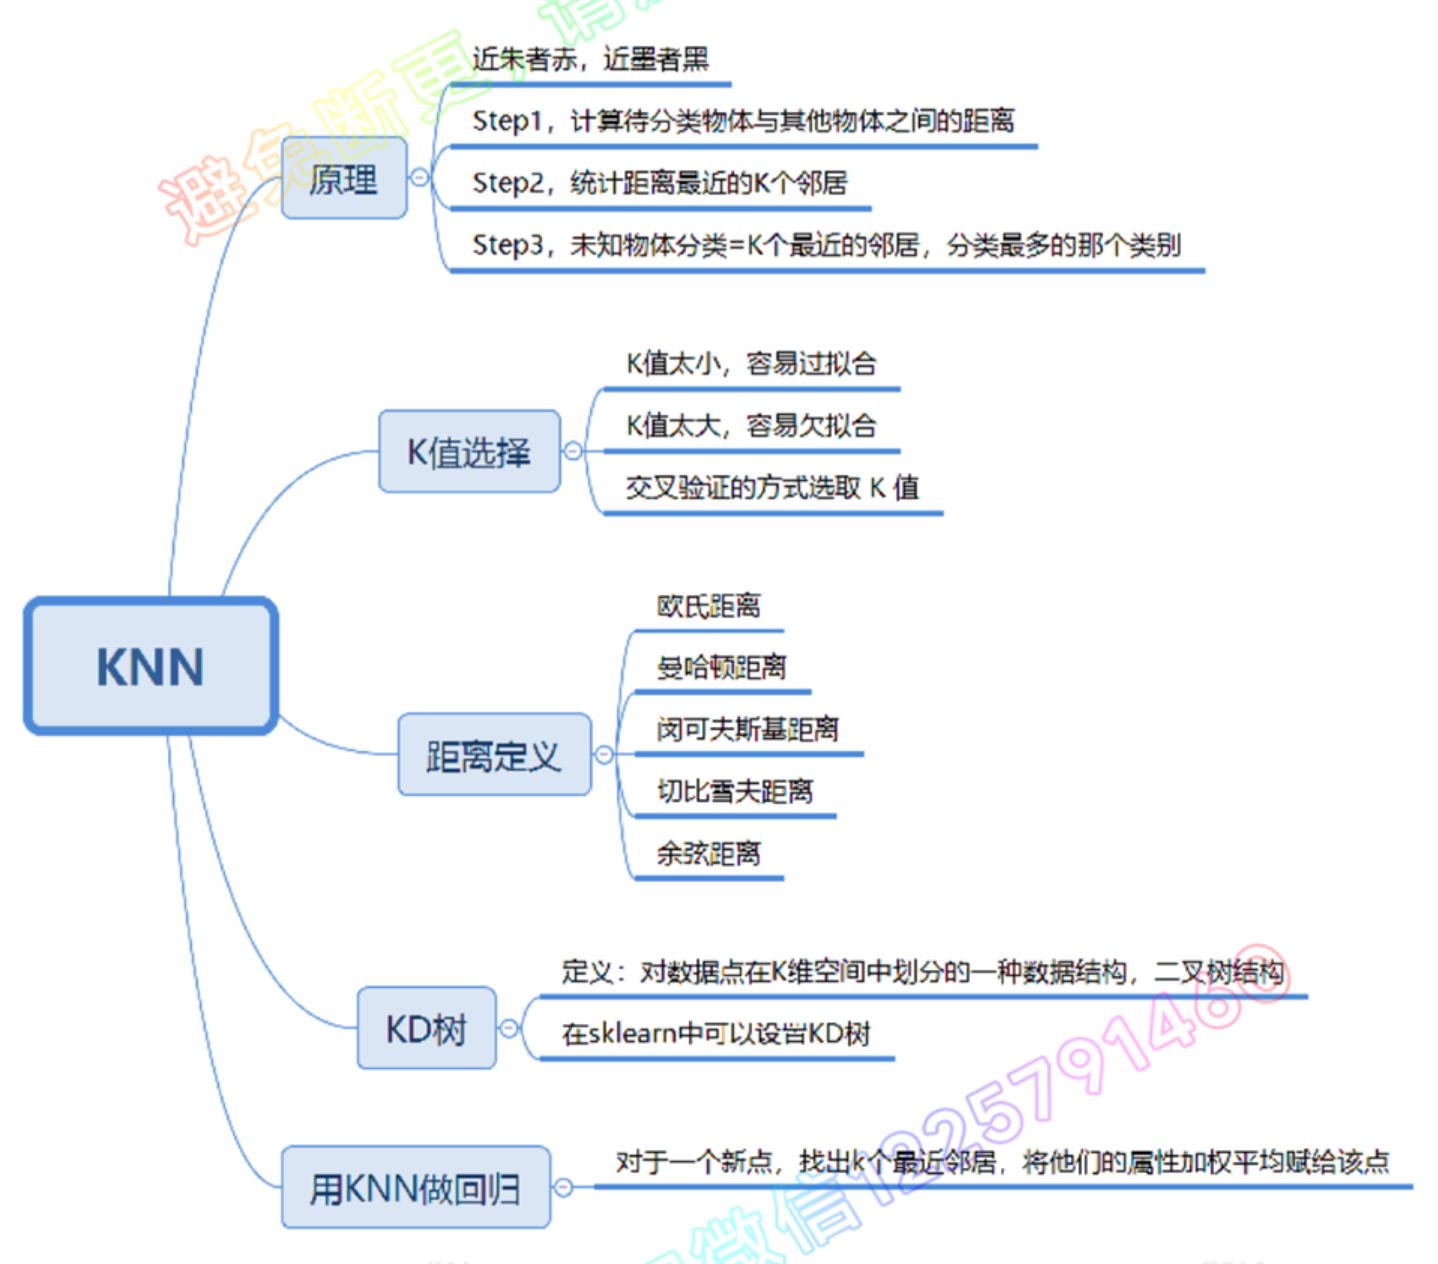 避免断更，请
近朱者赤，近墨者黑
Step1，计算待分类物体与其他物体之间的距离
原理
Step2，统计距离最近的K个邻居
Step3，未知物体分类=K个最近的邻居，分类最多的那个类别
K值太小，容易过拟合
K值太大，容易欠拟合
K值选择
交叉验证的方式选取 K 值
欧氏距离
KNN
曼哈顿距离
闵可夫斯基距离
距离定义
切比雪夫距离
余弦距离
定义：对数据点在K维空间中划分的一种数据结构，二叉树结构
KD树
在sklearn中可以设置KD树
对于一个新点，找出k个最近邻居，将他们的属性加权平均赋给该点
用KNN做回归
微信1225791460